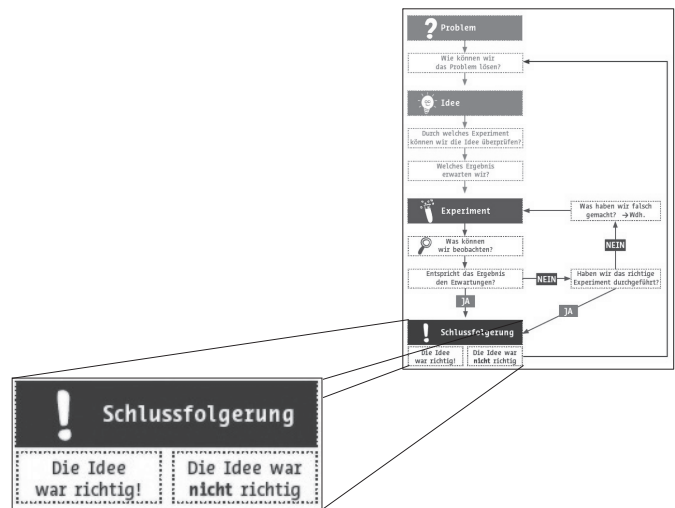 ? Problem
Wie können wir
das Problem lösen?
Idee
Durch welches Experiment
können wir die Idee überprüfen?
Welches Ergebnis
erwarten wir?
Experiment
Was haben wir falsch
gemacht? → Wdh.
Was können
wir beobachten?
NEIN
Entspricht das Ergebnis
den Erwartungen?
NEIN
Haben wir das richtige
Experiment durchgeführt?
JA
JA
! Schlussfolgerung
Die Idee
war richtig!
Die Idee war
nicht richtig
! Schlussfolgerung
Die Idee
war richtig!
Die Idee war
nicht richtig